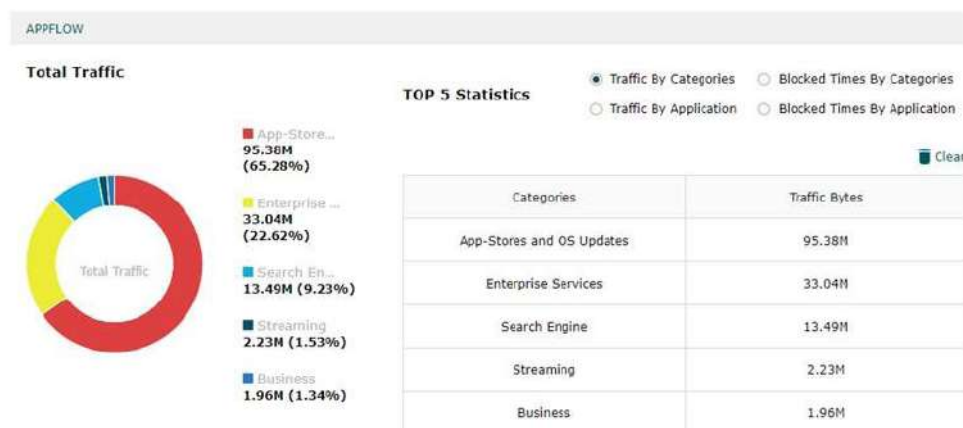 APPFLOW
Total Traffic
App-Store...
95.38M
(65.28%)
Enterprise ...
33.04M
(22.62%)
Search En...
13.49M (9.23%)
Streaming
2.23M (1.53%)
Business
1.96M (1.34%)
Total Traffic
TOP 5 Statistics
Traffic By Categories Blocked Times By Categories
Traffic By Application Blocked Times By Application
Clear
Categories Traffic Bytes
App-Stores and OS Updates 95.38M
Enterprise Services 33.04M
Search Engine 13.49M
Streaming 2.23M
Business 1.96M